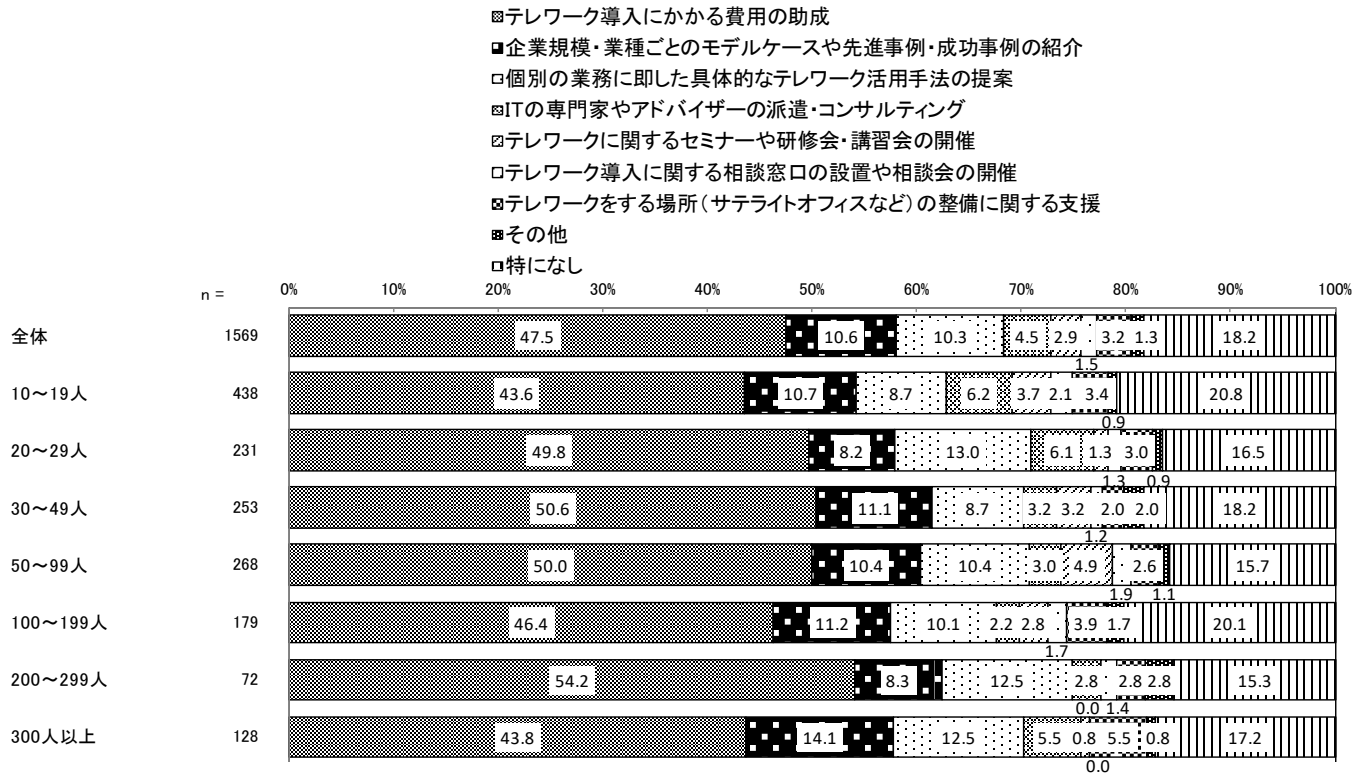 テレワーク導入にかかる費用の助成
企業規模・業種ごとのモデルケースや先進事例・成功事例の紹介
個別の業務に即した具体的なテレワーク活用手法の提案
ITの専門家やアドバイザーの派遣・コンサルティング
テレワークに関するセミナーや研修会・講習会の開催
テレワーク導入に関する相談窓口の設置や相談会の開催
テレワークをする場所(サテライトオフィスなど)の整備に関する支援
その他
特になし
n = 0% 10% 20% 30% 40% 50% 60% 70% 80% 90% 100%
全体 1569 47.5 10.6 10.3 4.5 2.9 3.2 1.3 18.2
1.5
10～19人 438 43.6 10.7 8.7 6.2 3.7 2.1 3.4 20.8
0.9
20～29人 231 49.8 8.2 13.0 6.1 1.3 3.0 16.5
1.3 0.9
30～49人 253 50.6 11.1 8.7 3.2 3.2 2.0 2.0 18.2
1.2
50～99人 268 50.0 10.4 10.4 3.0 4.9 2.6 15.7
1.9 1.1
100～199人 179 46.4 11.2 10.1 2.2 2.8 3.9 1.7 20.1
1.7
200～299人 72 54.2 8.3 12.5 2.8 2.8 2.8 15.3
0.0 1.4
300人以上 128 43.8 14.1 12.5 5.5 0.8 5.5 0.8 17.2
0.0